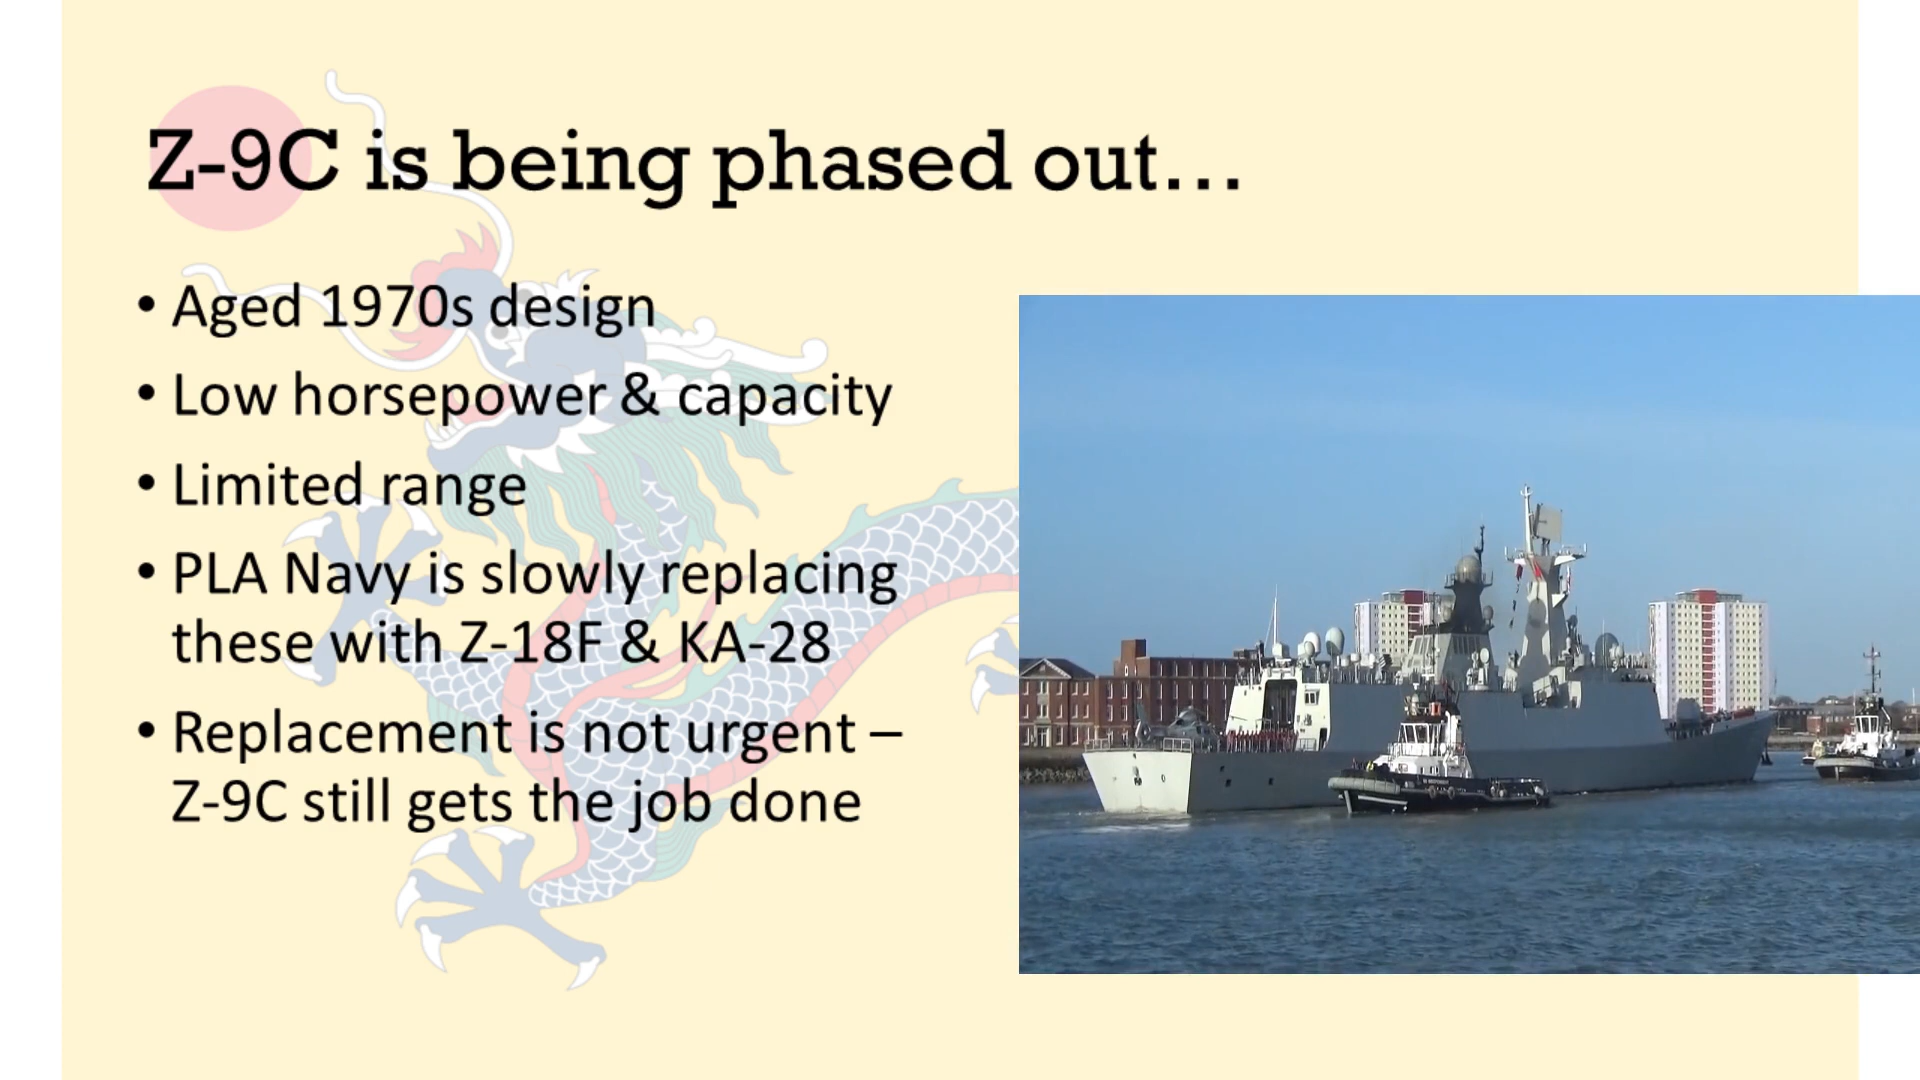 Z-9C is being phased out...
• Aged 1970s design
• Low horsepower & capacity
• Limited range
• PLA Navy is slowly replacing
these with Z-18F & KA-28
• Replacement is not urgent –
Z-9C still gets the job done